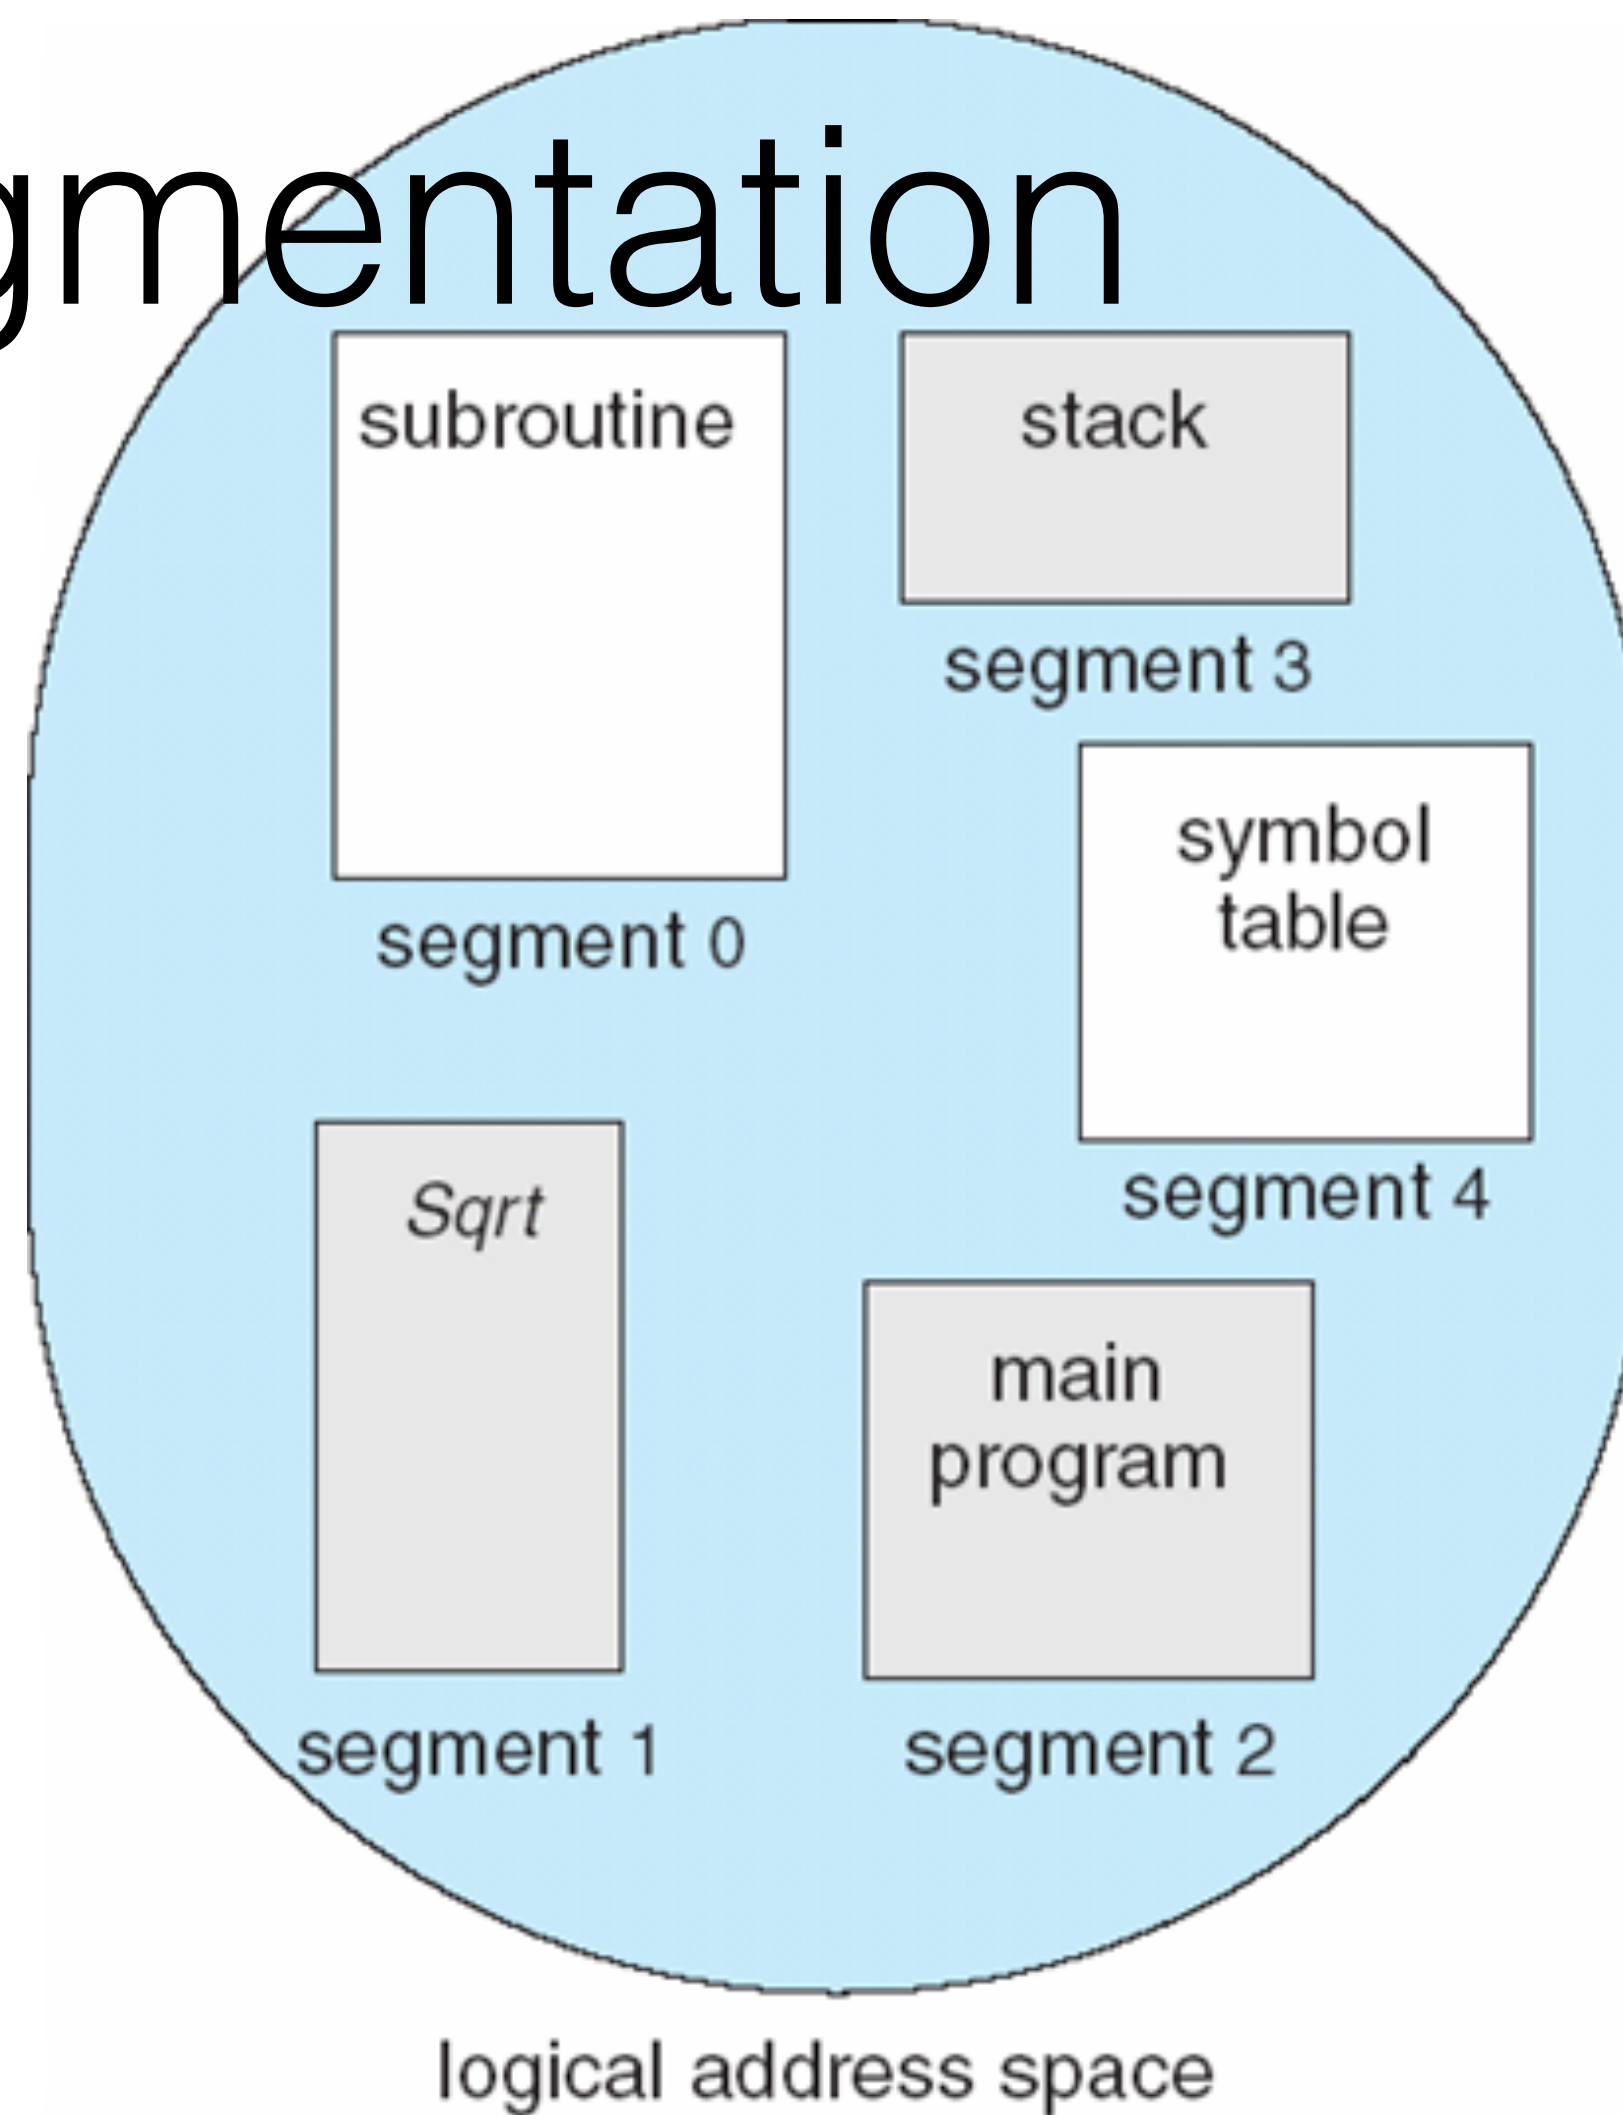 gmentation
subroutine
stack
segment 3
symbol
table
segment 0
segment 4
Sqrt
main
program
segment 1
segment 2
logical address space